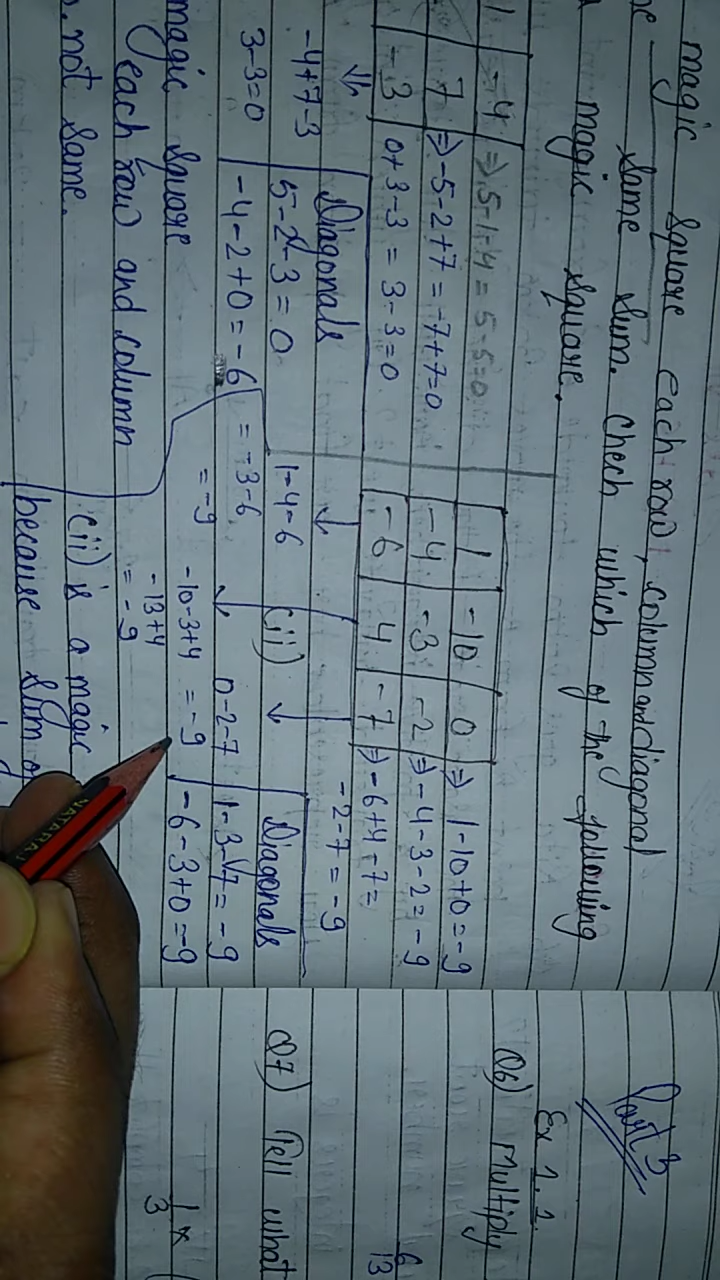 magic square each row, column and diagonal
same sum. Check which of the following
magic square.
-4 ⇒ 5-1-4 = 5-5=0
7 ⇒ -5-2+7 = -7+7=0
-3 0+3-3 = 3-3=0
⇓
-4+7-3
3-3=0
Diagonals
5-2-3 = 0
-4-2+0=-6
magic square
each row and column
not same.
1 -10 0 ⇒ 1-10+0=-9
-4 -3 -2 ⇒ -4-3-2=-9
-6 4 -7 ⇒ -6+4-7=
-2-7=-9
1-4-6
= -3-6
= -9
(ii)
-10-3+4
-13+4
= -9
0-2-7
= -9
Diagonals
1-3-7=-9
-6-3+0=-9
(ii) is a magic
because sum
Part 3
Ex 1.1
Q6) Multiply
6
13
Q7) Tell what
1 x
3
NATARAJ